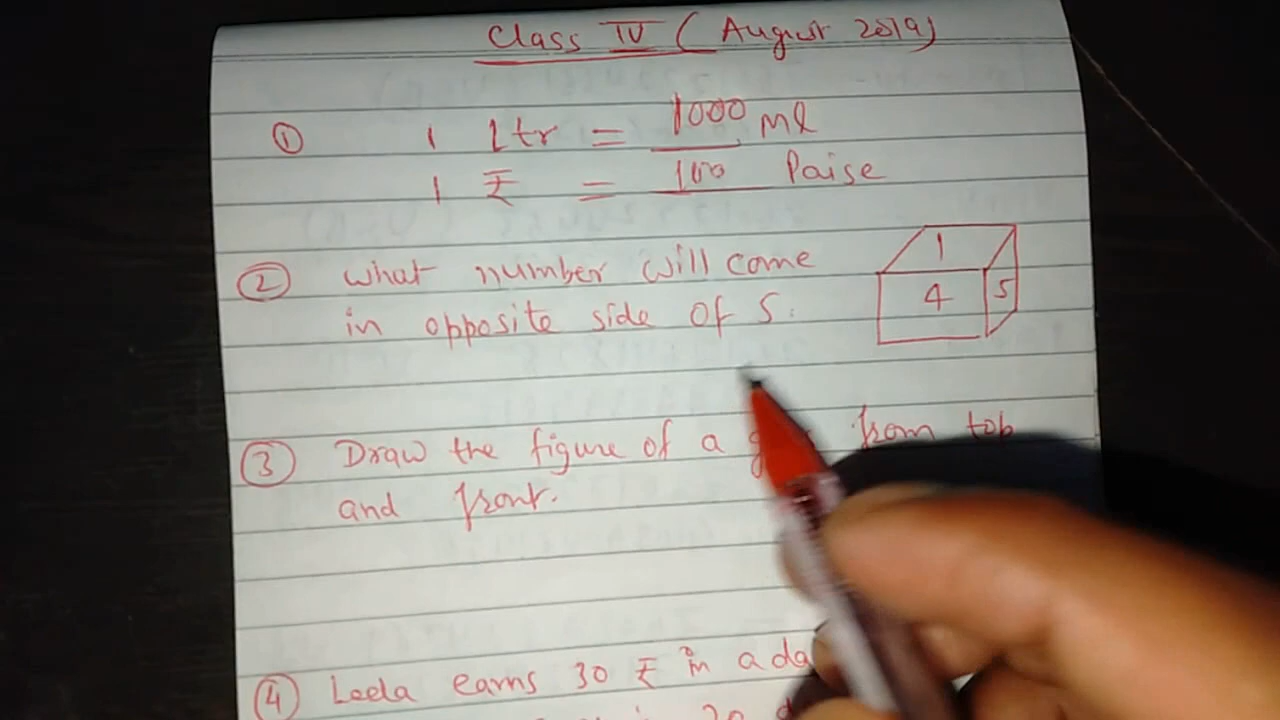 Class IV (August 2019)
① 1 Ltr = 1000 Ml
1 ₹ = 100 Paise
② what number will come
in opposite side of 5.
1
4 5
③ Draw the figure of a from top
and front.
④ Leela earns 30 ₹ in a
20